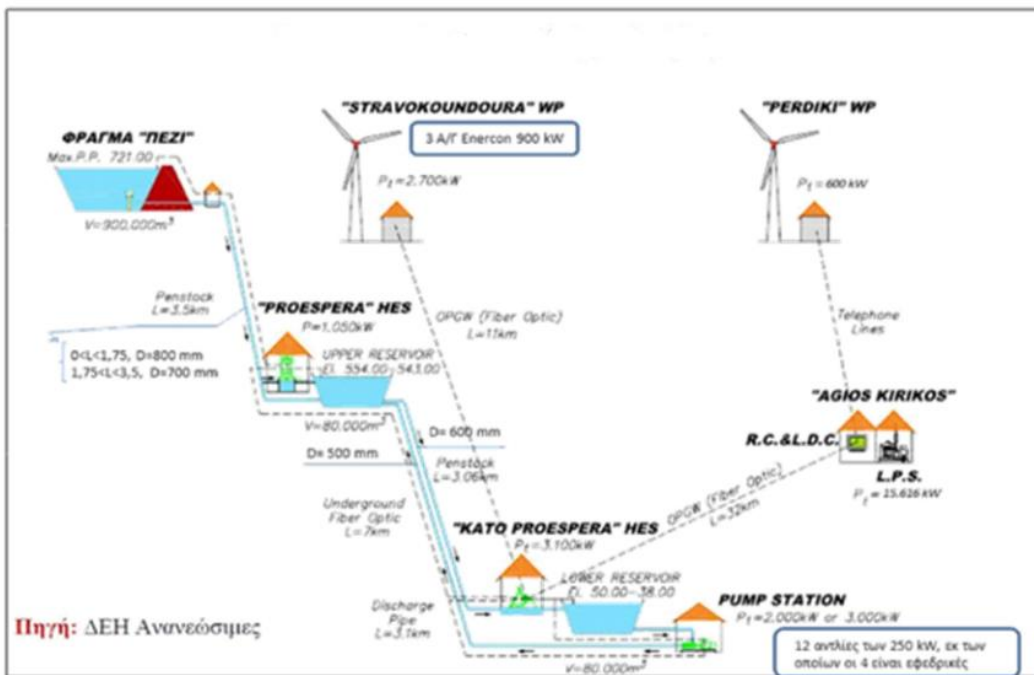 "STRAVOKOUNDOURA" WP
3 Α/Γ Enercon 900 kW
Pt=2.700kW
"PERDIKI" WP
Pt=600 kW
ΦΡΑΓΜΑ "ΠΕΖΙ"
Max.P.P. 721.00
V=900.000m³
Penstock
L=3.5km
0<L<1,75, D=800 mm
1,75<L<3,5, D=700 mm
"PROESPERA" HES
P=1.050kW
UPPER RESERVOIR
El. 554.00-543.00
V=80.000m³
OPGW (Fiber Optic)
L=11km
Telephone
Lines
"AGIOS KIRIKOS"
R.C.&L.D.C.
L.P.S.
Pt=15.626 kW
D= 600 mm
D= 500 mm
Penstock
L=3.06km
Underground
Fiber Optic
L=7km
OPGW (Fiber Optic)
L=32km
"KATO PROESPERA" HES
Pt=3.100kW
LOWER RESERVOIR
El. 50.00-38.00
Discharge
Pipe
L=3.1km
V=80.000m³
PUMP STATION
Pt=2.000kW or 3.000kW
12 αντλίες των 250 kW, εκ των
οποίων οι 4 είναι εφεδρικές
Πηγή: ΔΕΗ Ανανεώσιμες